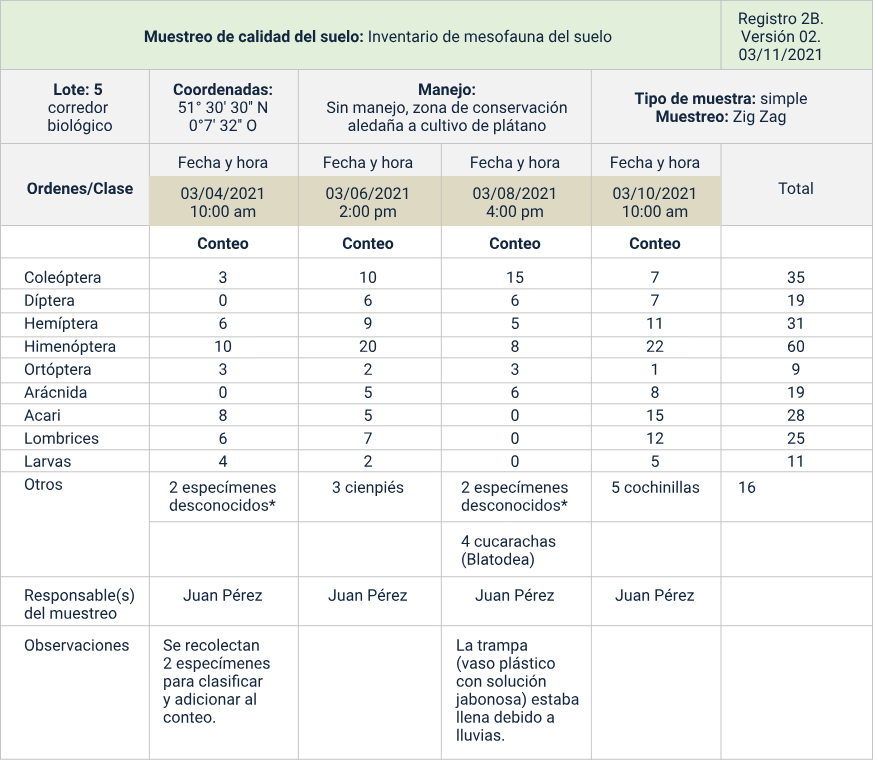 Muestreo de calidad del suelo: Inventario de mesofauna del suelo
Registro 2B.
Versión 02.
03/11/2021
Lote: 5
corredor
biológico
Coordenadas:
51° 30' 30" N
0°7' 32" O
Manejo:
Sin manejo, zona de conservación
aledaña a cultivo de plátano
Tipo de muestra: simple
Muestreo: Zig Zag
Ordenes/Clase
Fecha y hora
03/04/2021
10:00 am
Fecha y hora
03/06/2021
2:00 pm
Fecha y hora
03/08/2021
4:00 pm
Fecha y hora
03/10/2021
10:00 am
Total
Conteo Conteo Conteo Conteo
Coleóptera 3 10 15 7 35
Díptera 0 6 6 7 19
Hemíptera 6 9 5 11 31
Himenóptera 10 20 8 22 60
Ortóptera 3 2 3 1 9
Arácnida 0 5 6 8 19
Acari 8 5 0 15 28
Lombrices 6 7 0 12 25
Larvas 4 2 0 5 11
Otros
2 especímenes
desconocidos*
3 cienpiés
2 especímenes
desconocidos*
5 cochinillas
16
4 cucarachas
(Blatodea)
Responsable(s)
del muestreo
Juan Pérez
Juan Pérez
Juan Pérez
Juan Pérez
Observaciones
Se recolectan
2 especímenes
para clasificar
y adicionar al
conteo.
La trampa
(vaso plástico
con solución
jabonosa) estaba
llena debido a
lluvias.